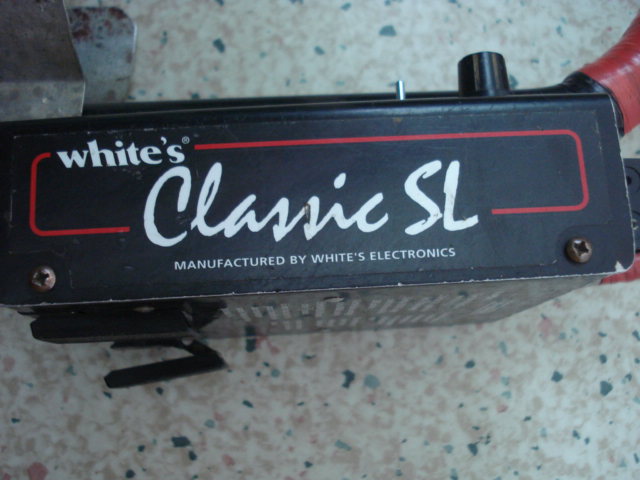 white's®
Classic SL
MANUFACTURED BY WHITE'S ELECTRONICS